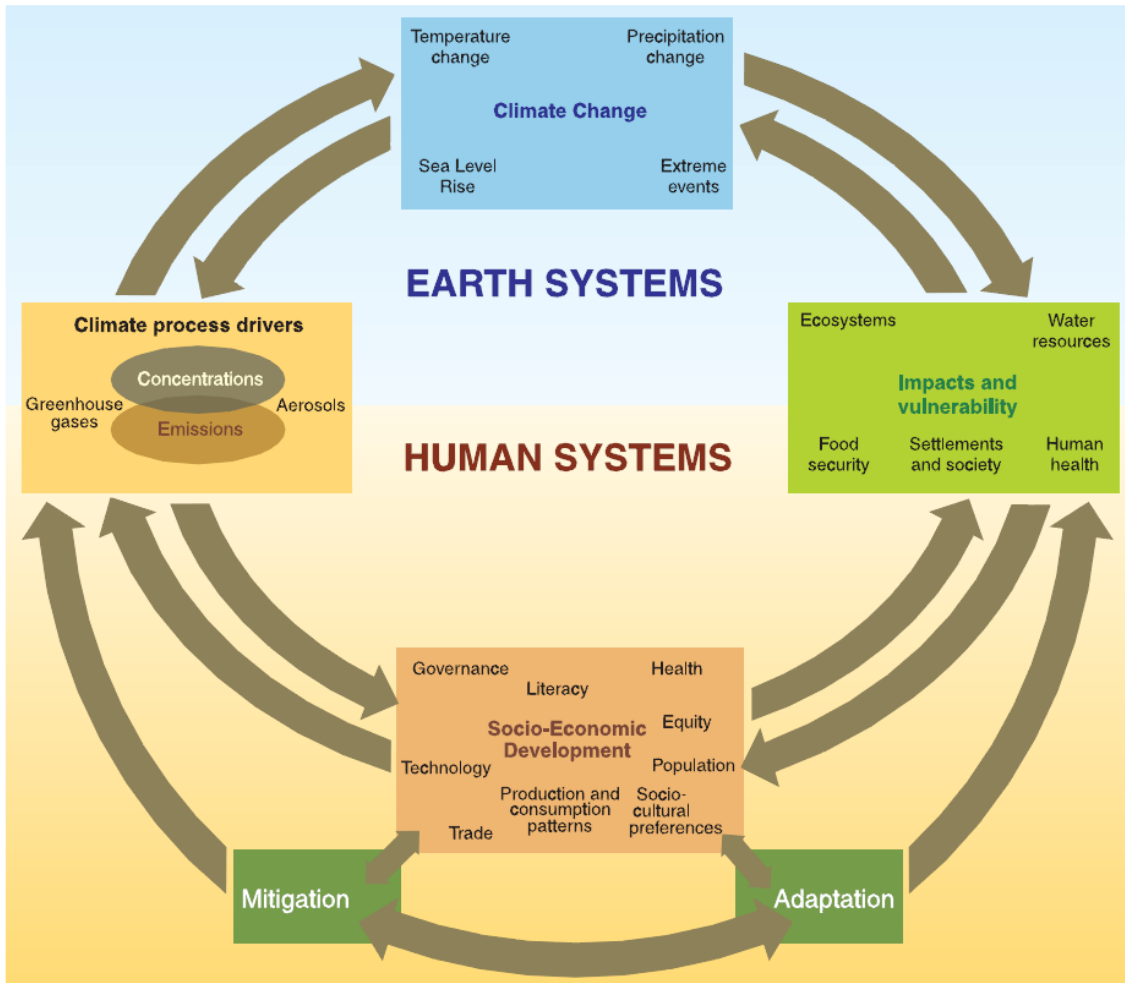 Temperature
change
Precipitation
change
Climate Change
Sea Level
Rise
Extreme
events
EARTH SYSTEMS
Climate process drivers
Concentrations
Greenhouse
gases
Aerosols
Emissions
Ecosystems
Water
resources
Impacts and
vulnerability
Food
security
Settlements
and society
Human
health
HUMAN SYSTEMS
Governance
Literacy
Health
Socio-Economic
Development
Equity
Technology
Population
Production and
consumption
patterns
Socio-
cultural
preferences
Trade
Mitigation
Adaptation